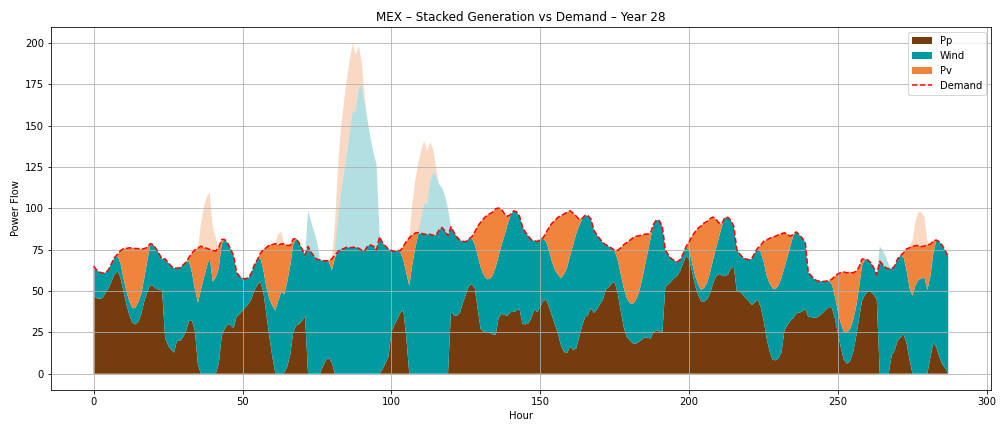 MEX – Stacked Generation vs Demand – Year 28
Pp
Wind
Pv
Demand
200
175
150
125
100
75
50
25
0
Power Flow
0 50 100 150 200 250 300
Hour